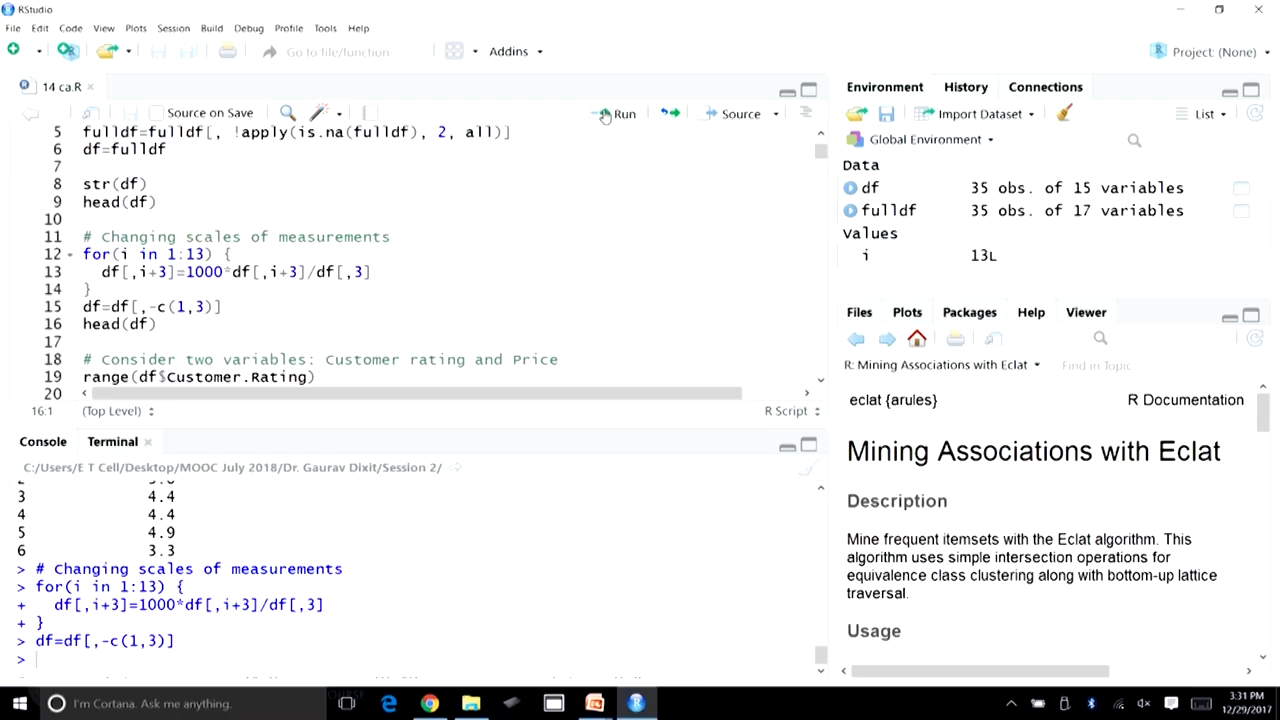 RStudio
File Edit Code View Plots Session Build Debug Profile Tools Help
Go to file/function Addins Project: (None)
14 ca.R
Source on Save Run Source
5 fulldf=fulldf[, !apply(is.na(fulldf), 2, all)]
6 df=fulldf
7
8 str(df)
9 head(df)
10
11 # Changing scales of measurements
12 for(i in 1:13) {
13 df[,i+3]=1000*df[,i+3]/df[,3]
14 }
15 df=df[,-c(1,3)]
16 head(df)
17
18 # Consider two variables: Customer rating and Price
19 range(df$Customer.Rating)
20
16:1 (Top Level) R Script
Console Terminal
C:/Users/E T Cell/Desktop/MOOC July 2018/Dr. Gaurav Dixit/Session 2/
3 4.4
4 4.4
5 4.9
6 3.3
> # Changing scales of measurements
> for(i in 1:13) {
+ df[,i+3]=1000*df[,i+3]/df[,3]
+ }
> df=df[,-c(1,3)]
>
Environment History Connections
Import Dataset List
Global Environment
Data
df 35 obs. of 15 variables
fulldf 35 obs. of 17 variables
Values
i 13L
Files Plots Packages Help Viewer
R: Mining Associations with Eclat Find in Topic
eclat {arules} R Documentation
Mining Associations with Eclat
Description
Mine frequent itemsets with the Eclat algorithm. This
algorithm uses simple intersection operations for
equivalence class clustering along with bottom-up lattice
traversal.
Usage
I'm Cortana. Ask me anything.
3:31 PM
12/29/2017